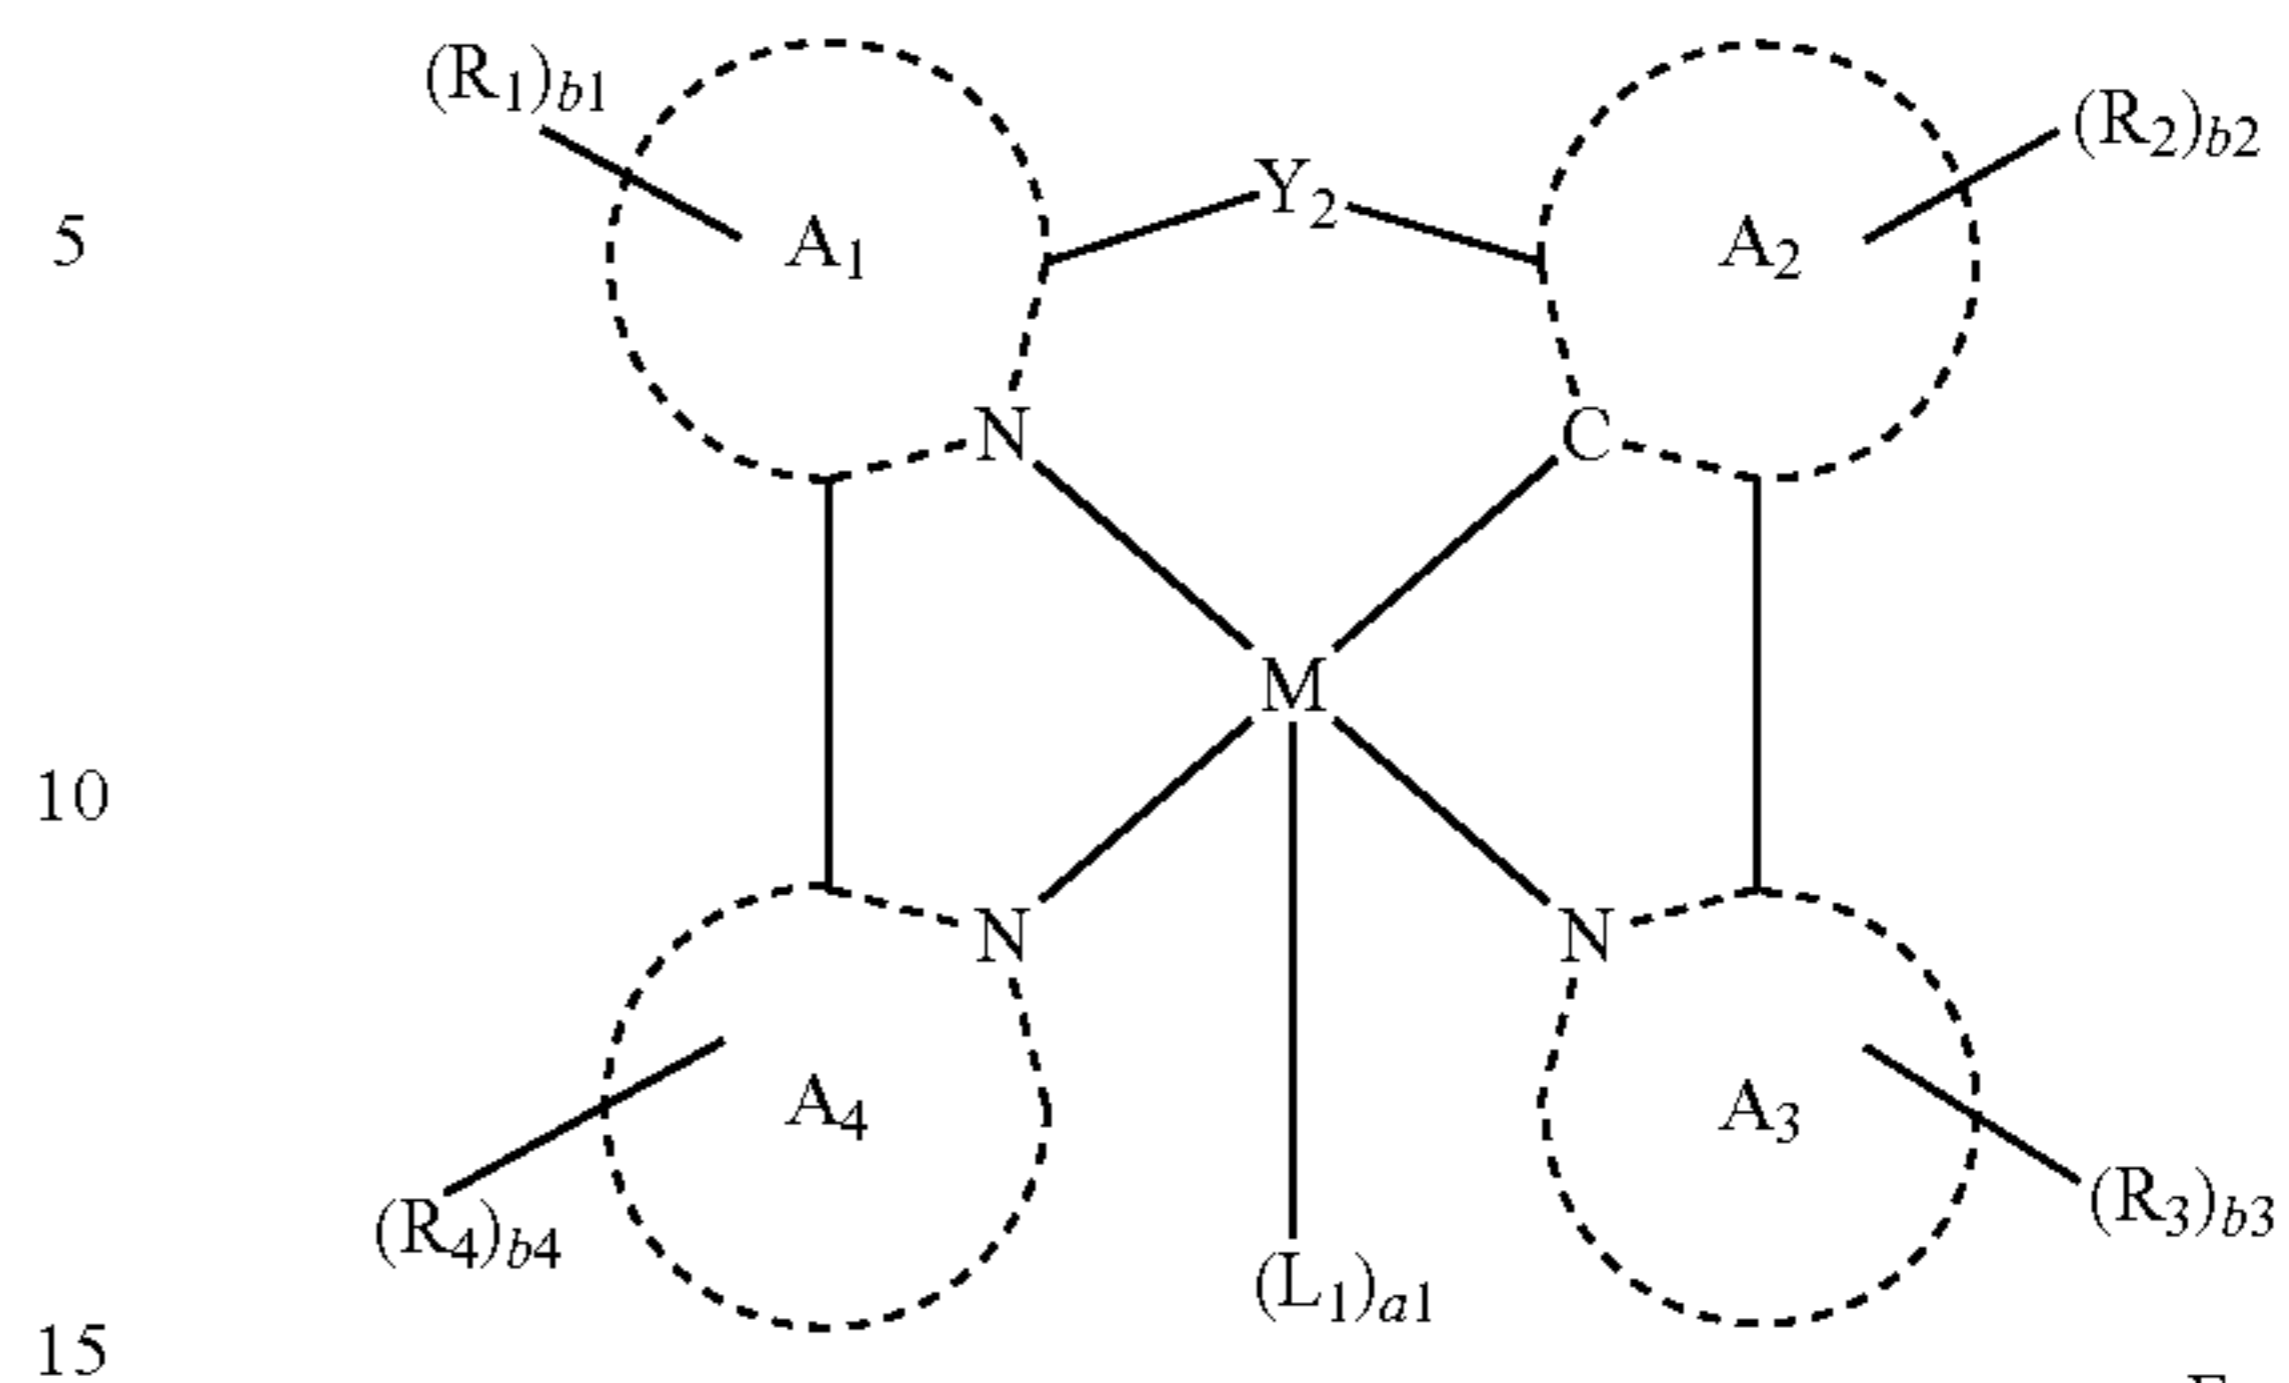 (R₁)b1
(R₂)b2
Y₂
5 A₁ A₂
N C
M
10
N N
A₄ A₃
(R₄)b4 (R₃)b3
(L₁)a1
15